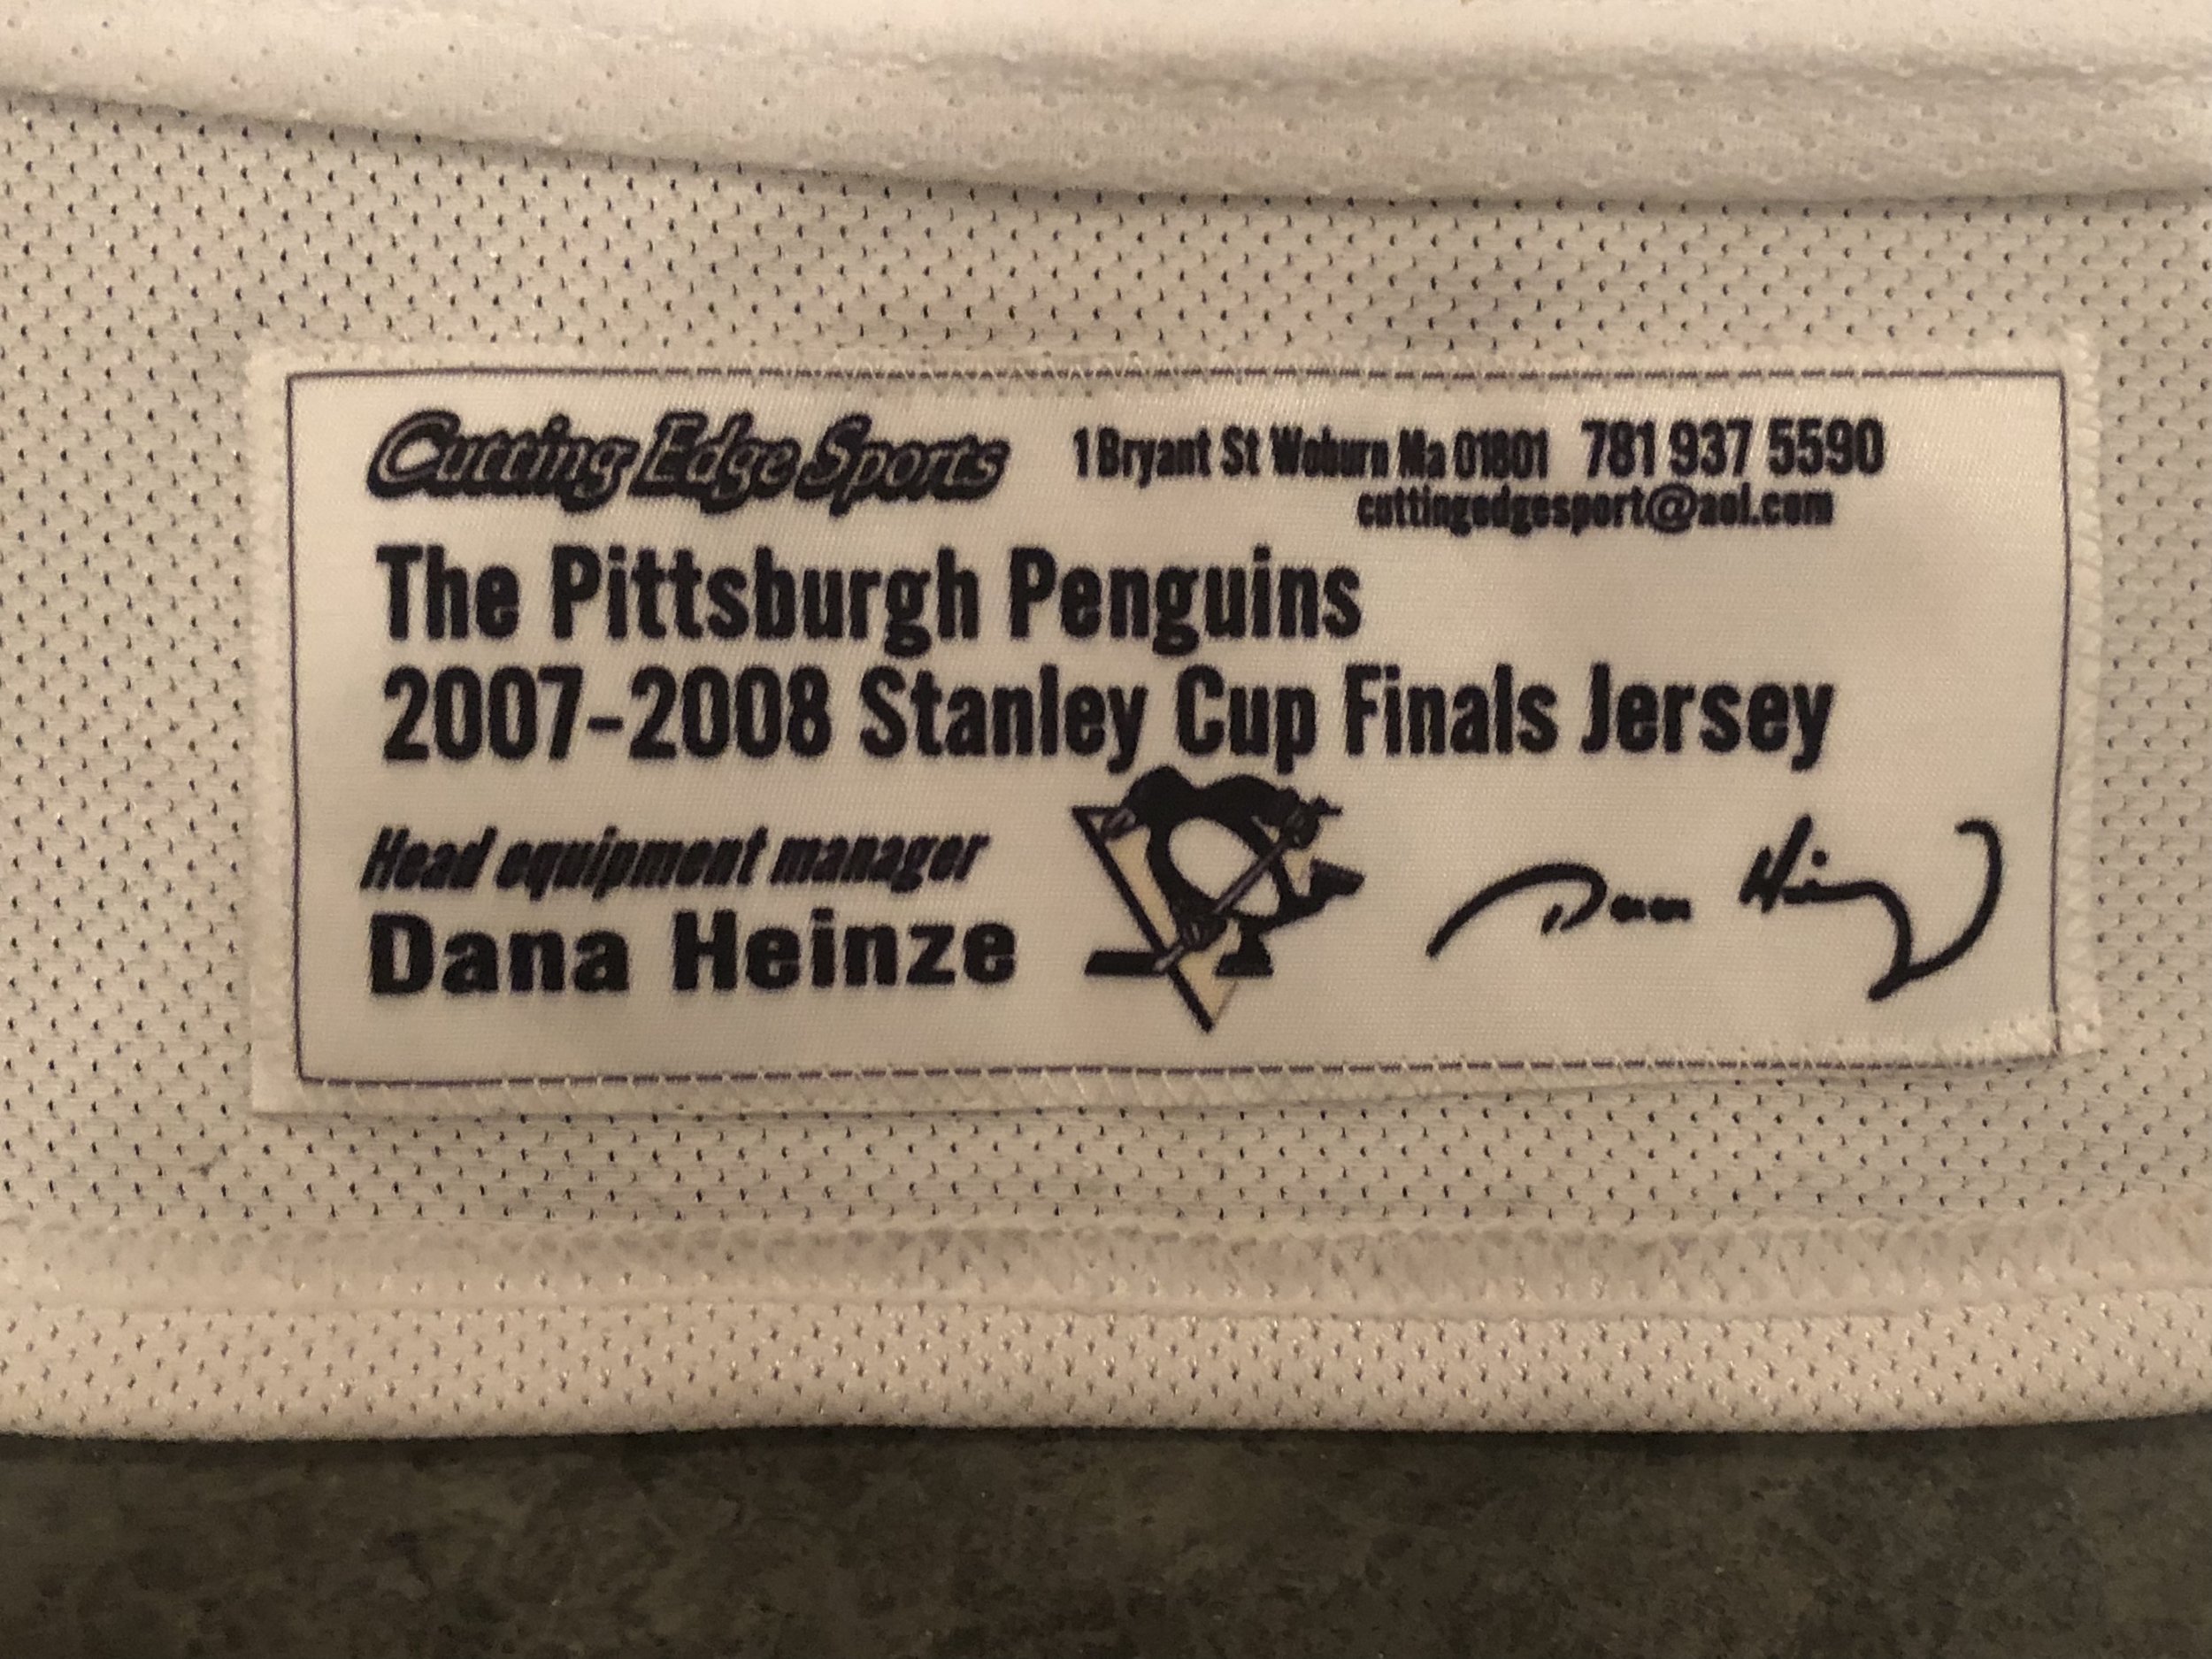 Cutting Edge Sports 1 Bryant St Woburn Ma 01801 781 937 5590
cuttingedgesport@aol.com
The Pittsburgh Penguins
2007-2008 Stanley Cup Finals Jersey
Head equipment manager
Dana Heinze